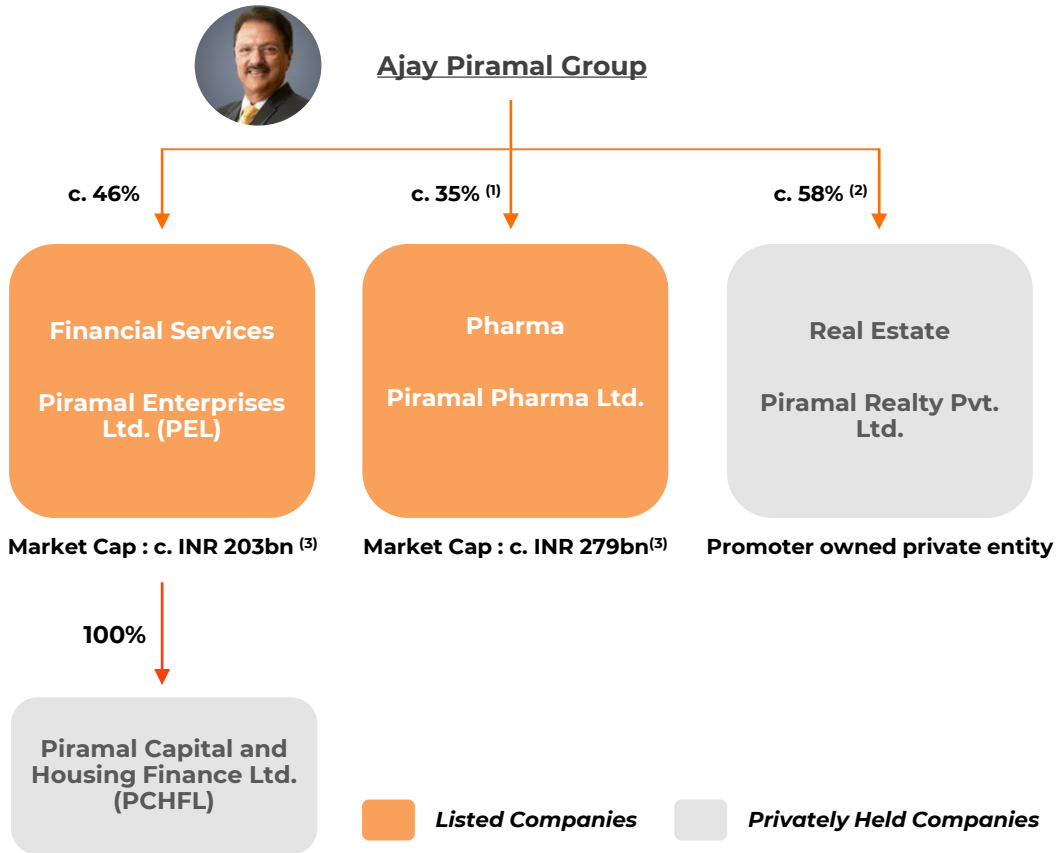 Ajay Piramal Group
c. 46%
c. 35% (1)
c. 58% (2)
Financial Services
Piramal Enterprises
Ltd. (PEL)
Pharma
Piramal Pharma Ltd.
Real Estate
Piramal Realty Pvt.
Ltd.
Market Cap : c. INR 203bn (3)
Market Cap : c. INR 279bn(3)
Promoter owned private entity
100%
Piramal Capital and
Housing Finance Ltd.
(PCHFL)
Listed Companies
Privately Held Companies